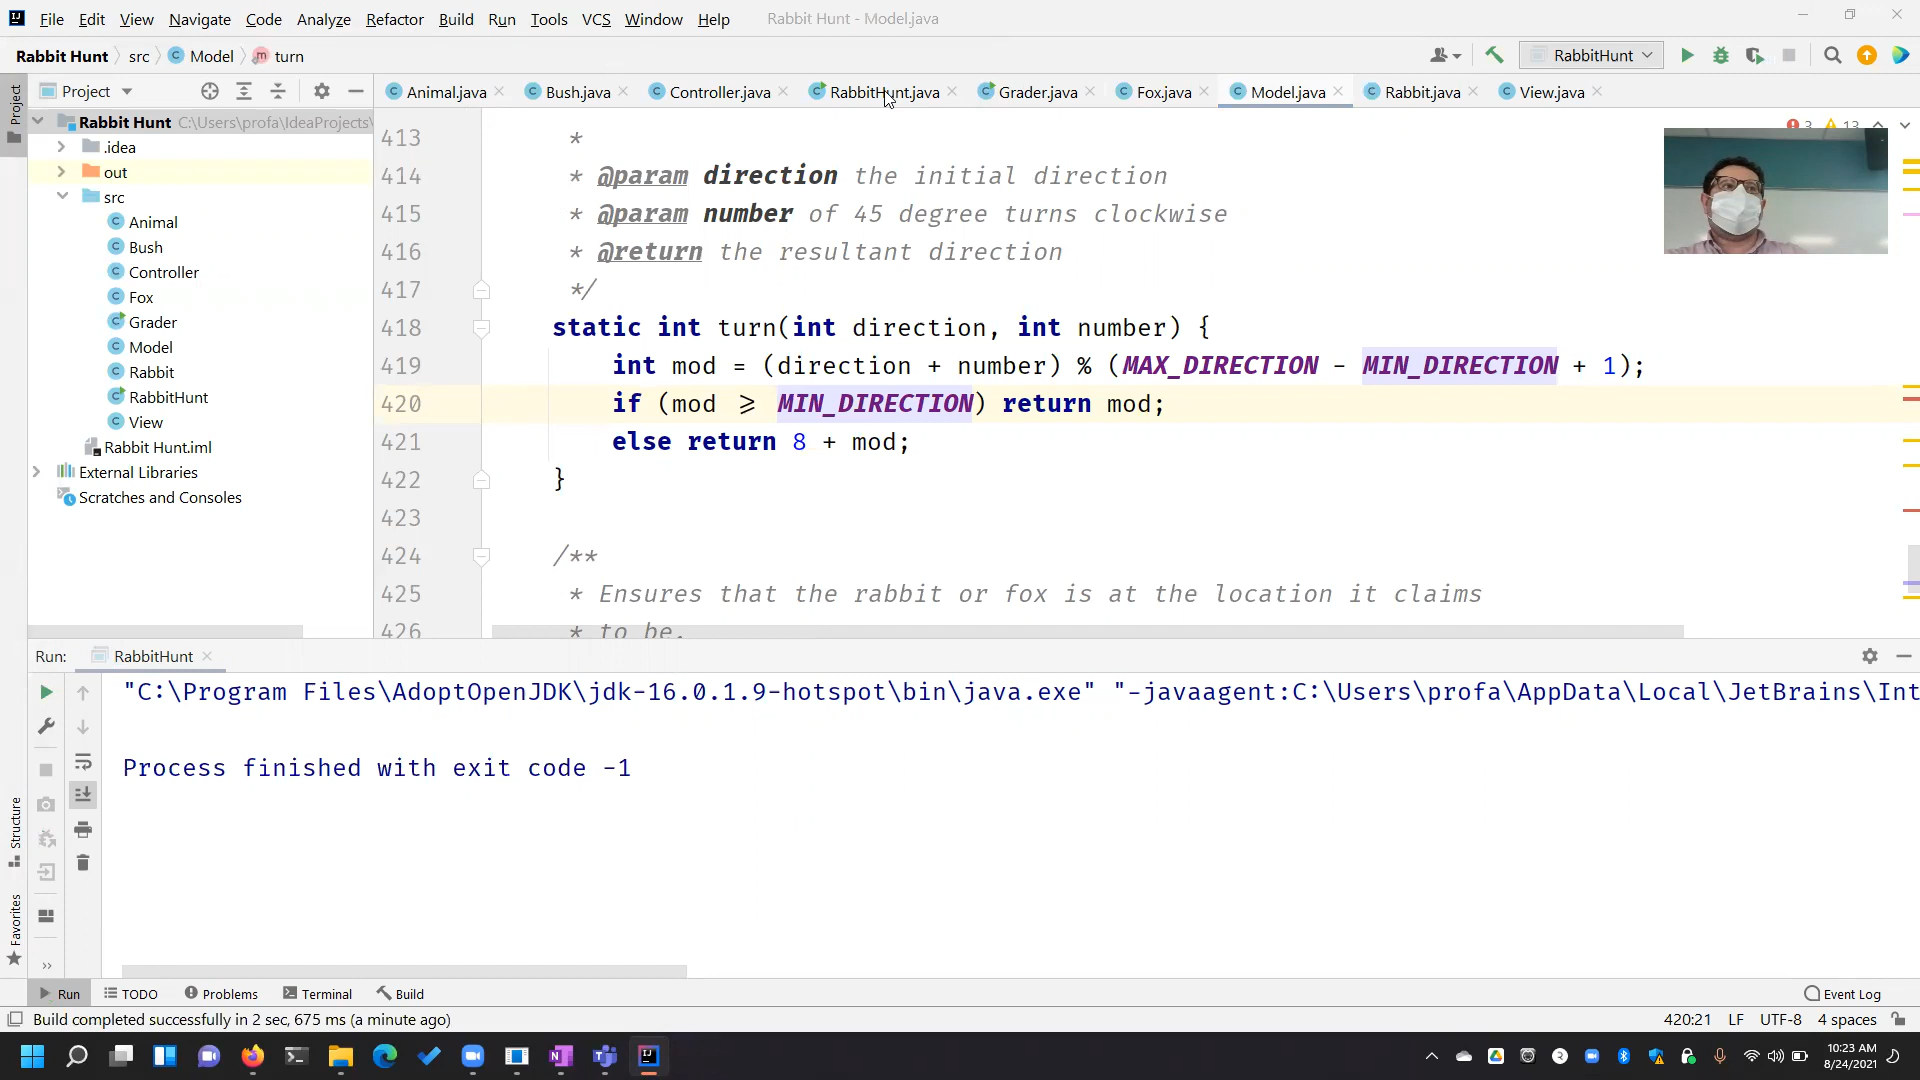 File Edit View Navigate Code Analyze Refactor Build Run Tools VCS Window Help Rabbit Hunt - Model.java
Rabbit Hunt src Model turn RabbitHunt
Project
Project
Animal.java Bush.java Controller.java RabbitHunt.java Grader.java Fox.java Model.java Rabbit.java View.java
Rabbit Hunt C:\Users\profa\IdeaProjects\
.idea
out
src
Animal
Bush
Controller
Fox
Grader
Model
Rabbit
RabbitHunt
View
Rabbit Hunt.iml
External Libraries
Scratches and Consoles
3 13
413 *
414 * @param direction the initial direction
415 * @param number of 45 degree turns clockwise
416 * @return the resultant direction
417 */
418 static int turn(int direction, int number) {
419 int mod = (direction + number) % (MAX_DIRECTION - MIN_DIRECTION + 1);
420 if (mod >= MIN_DIRECTION) return mod;
421 else return 8 + mod;
422 }
423
424 /**
425 * Ensures that the rabbit or fox is at the location it claims
426 * to be.
Run: RabbitHunt
"C:\Program Files\AdoptOpenJDK\jdk-16.0.1.9-hotspot\bin\java.exe" "-javaagent:C:\Users\profa\AppData\Local\JetBrains\Int
Process finished with exit code -1
Structure
Favorites
Run TODO Problems Terminal Build Event Log
Build completed successfully in 2 sec, 675 ms (a minute ago) 420:21 LF UTF-8 4 spaces
10:23 AM
8/24/2021